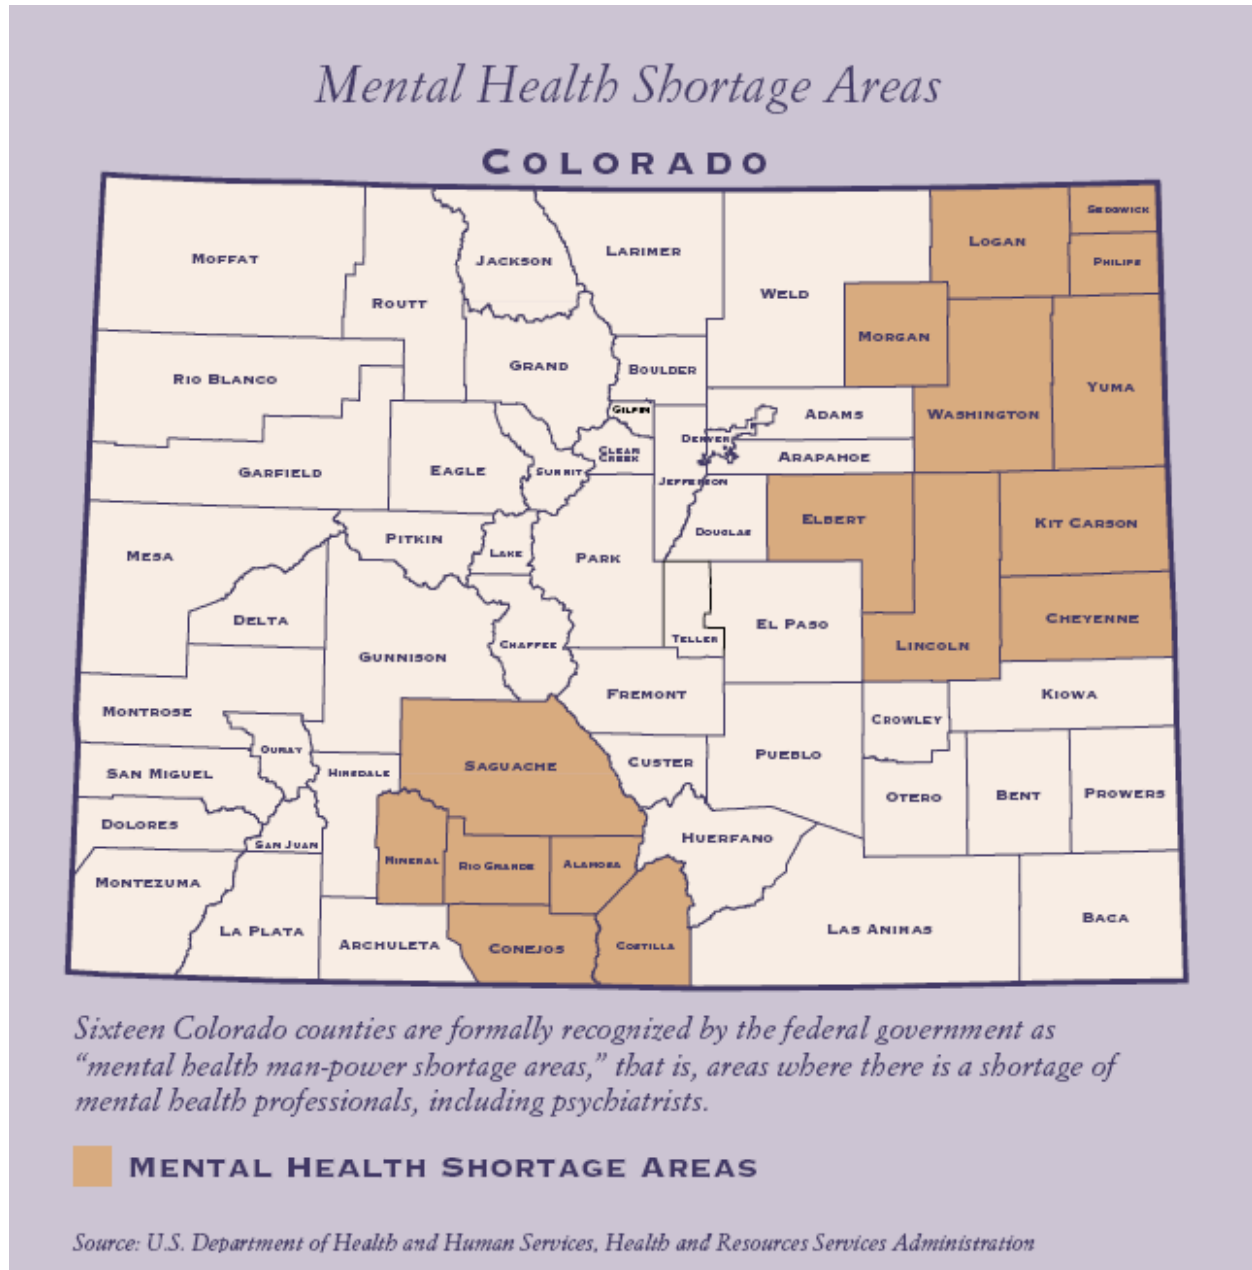 Mental Health Shortage Areas
COLORADO
SEDGWICK
LOGAN
MOFFAT
JACKSON
LARIMER
PHILIPS
ROUTT
WELD
MORGAN
GRAND
BOULDER
RIO BLANCO
YUMA
GILPIN
ADAMS
WASHINGTON
DENVER
CLEAR
CREEK
ARAPAHOE
GARFIELD
EAGLE
SUMMIT
JEFFERSON
ELBERT
KIT CARSON
DOUGLAS
PITKIN
LAKE
PARK
MESA
DELTA
EL PASO
CHEYENNE
TELLER
CHAFFEE
LINCOLN
GUNNISON
FREMONT
KIOWA
MONTROSE
CROWLEY
OURAY
PUEBLO
CUSTER
SAGUACHE
HINSDALE
SAN MIGUEL
OTERO
BENT
PROWERS
DOLORES
HUERFANO
SAN JUAN
MINERAL
RIO GRANDE
ALAMOSA
MONTEZUMA
BACA
LA PLATA
ARCHULETA
CONEJOS
COSTILLA
LAS ANIMAS
Sixteen Colorado counties are formally recognized by the federal government as
“mental health man-power shortage areas,” that is, areas where there is a shortage of
mental health professionals, including psychiatrists.
MENTAL HEALTH SHORTAGE AREAS
Source: U.S. Department of Health and Human Services, Health and Resources Services Administration